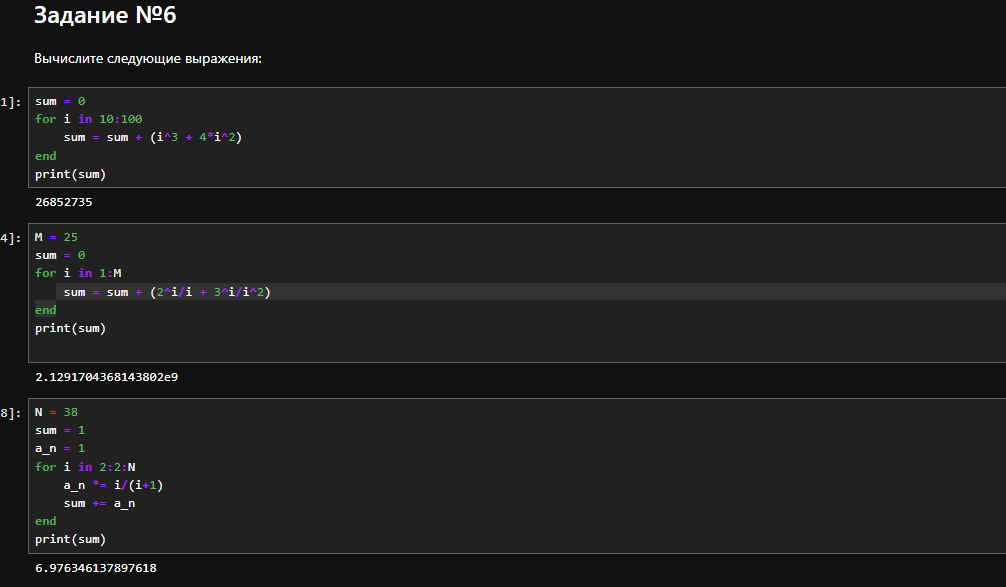 Задание №6
Вычислите следующие выражения:
1]:
sum = 0
for i in 10:100
    sum = sum + (i^3 + 4*i^2)
end
print(sum)
26852735
4]:
M = 25
sum = 0
for i in 1:M
    sum = sum + (2^i/i + 3^i/i^2)
end
print(sum)
2.1291704368143802e9
8]:
N = 38
sum = 1
a_n = 1
for i in 2:2:N
    a_n *= i/(i+1)
    sum += a_n
end
print(sum)
6.976346137897618